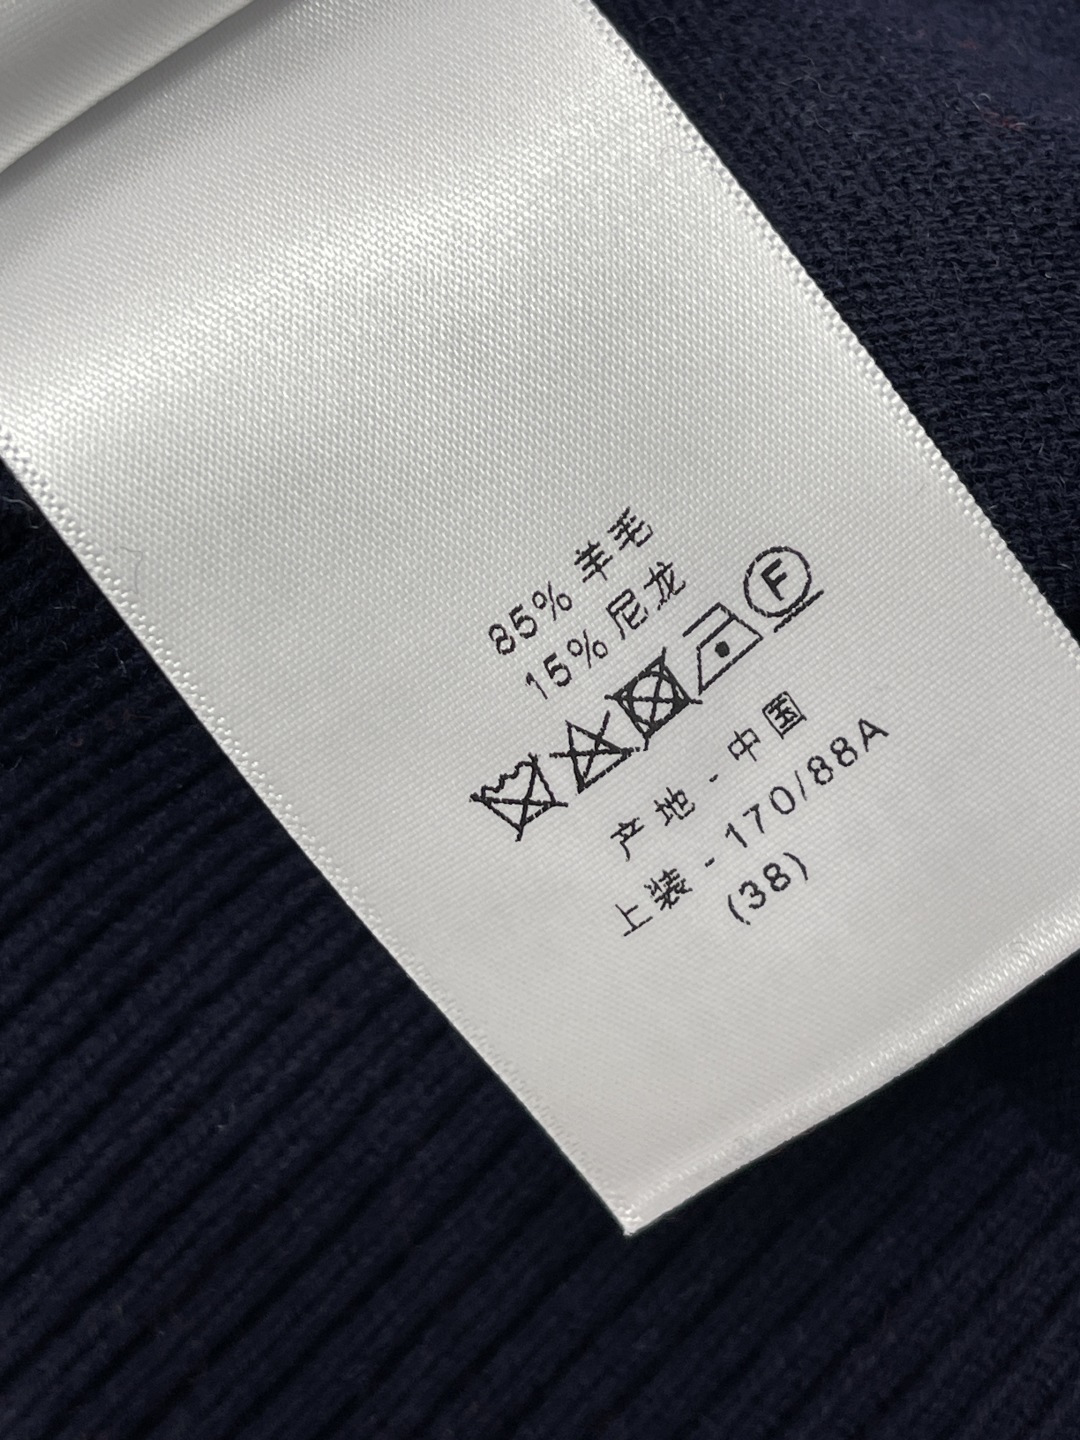 85% 羊毛
15% 尼龙
F
产地 - 中国
上装 - 170/88A
(38)